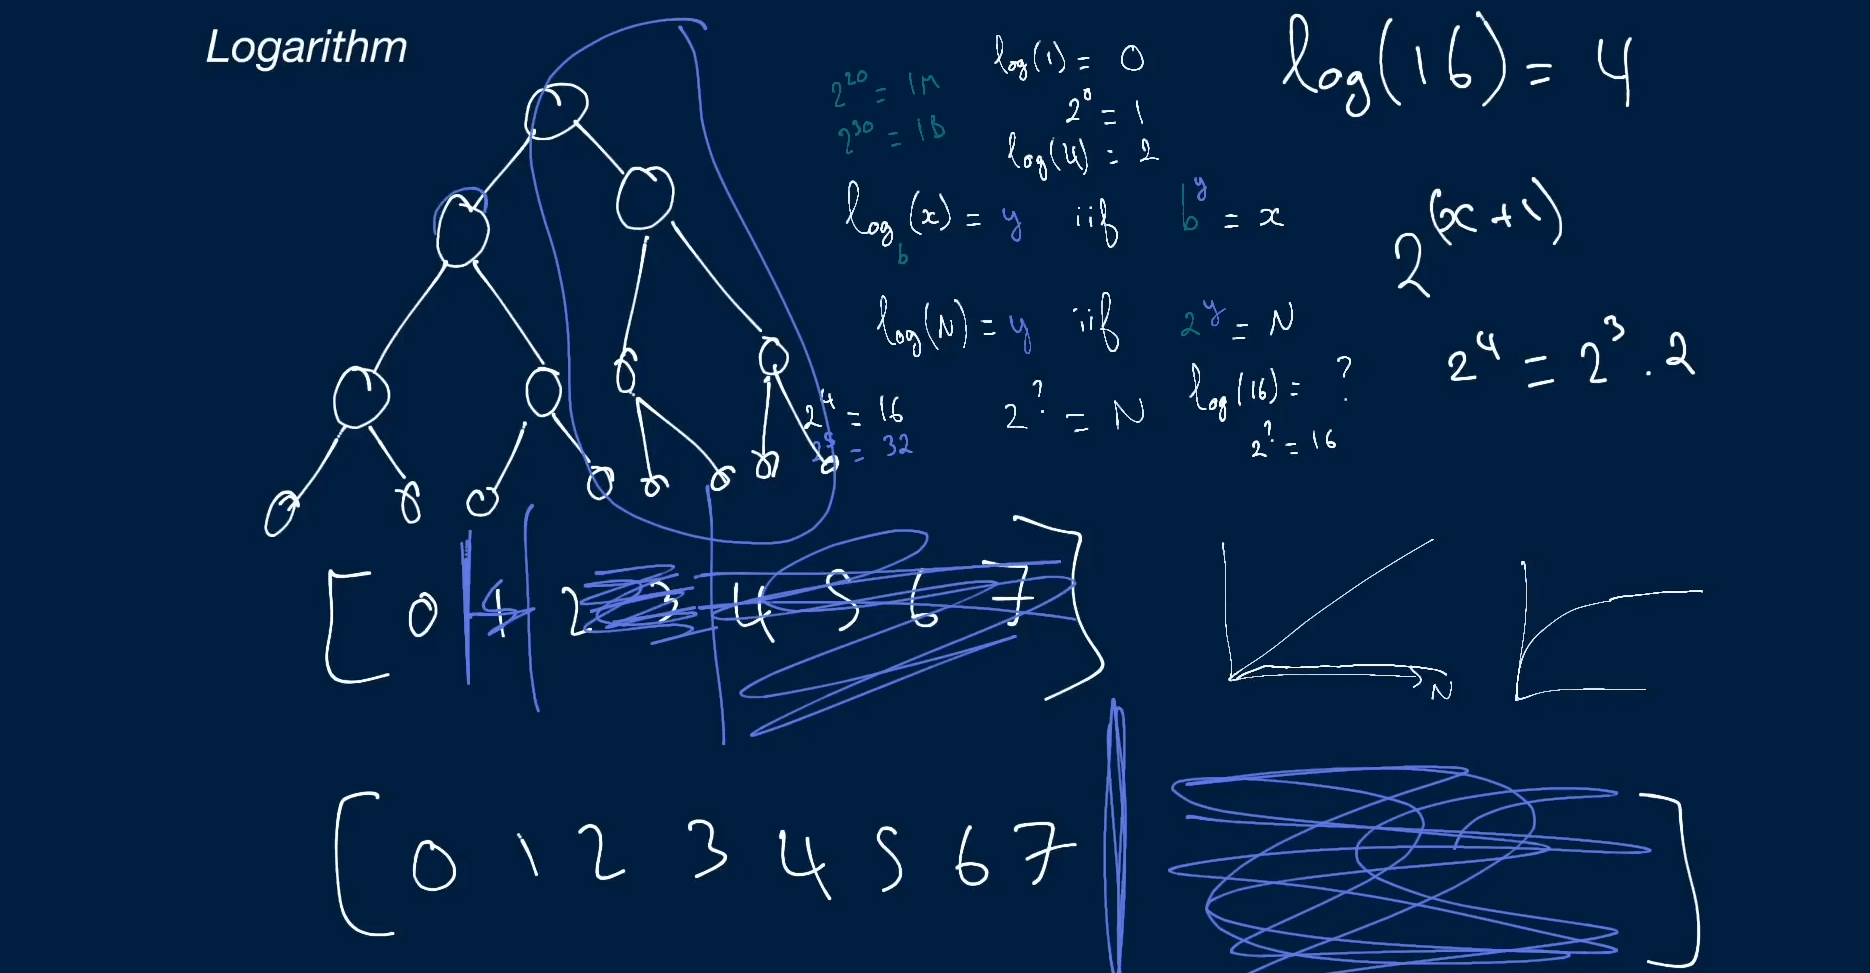 Logarithm
2^20 = 1M
2^30 = 1B
log(1) = 0
2^0 = 1
log(4) = 2
log_b(x) = y iif b^y = x
log(N) = y iif 2^y = N
2^4 = 16
2^5 = 32
2^? = N
log(16) = ?
2^? = 16
log(16) = 4
2^(x+1)
2^4 = 2^3 . 2
[0 1 2 3 4 5 6 7]
N
[0 1 2 3 4 5 6 7 ]